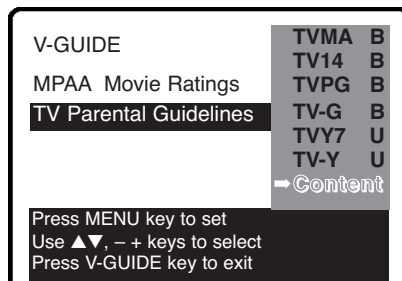 V-GUIDE
MPAA Movie Ratings
TV Parental Guidelines
TVMA B
TV14 B
TVPG B
TV-G B
TVY7 U
TV-Y U
➡Content
Press MENU key to set
Use ▲▼, – + keys to select
Press V-GUIDE key to exit